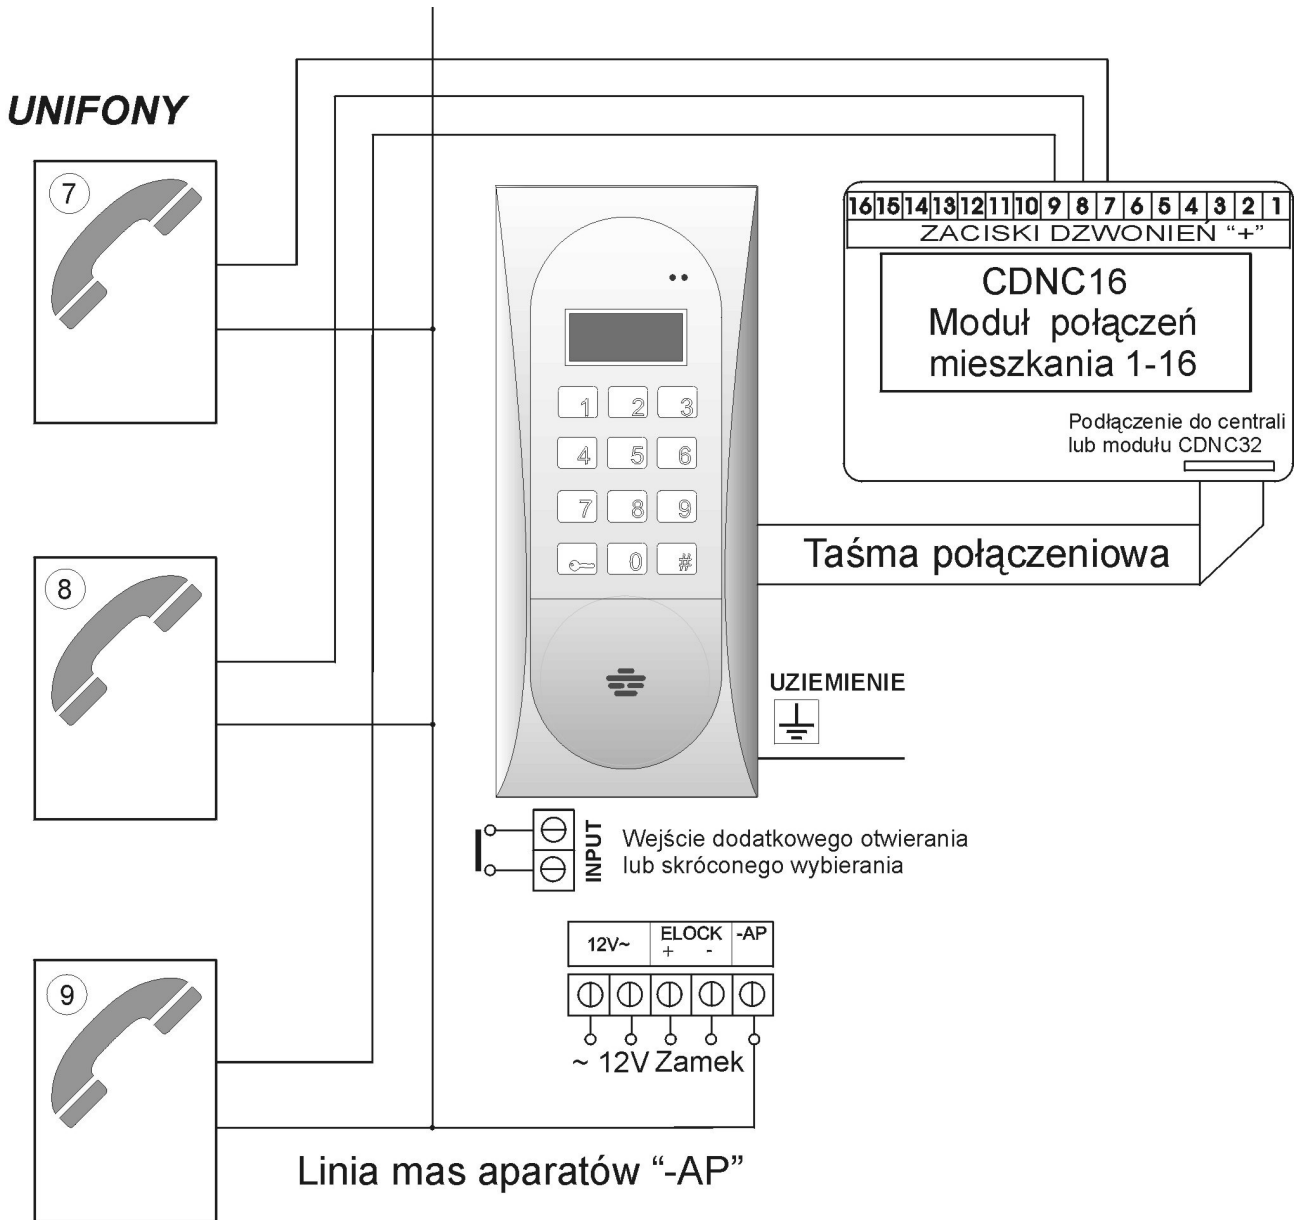 UNIFONY
7
8
9
16 15 14 13 12 11 10 9 8 7 6 5 4 3 2 1
ZACISKI DZWONIEŃ “+”
CDNC16
Moduł połączeń
mieszkania 1-16
Podłączenie do centrali
lub modułu CDNC32
1 2 3
4 5 6
7 8 9
0 #
Taśma połączeniowa
UZIEMIENIE
INPUT
Wejście dodatkowego otwierania
lub skróconego wybierania
12V~ ELOCK -AP
+ -
~ 12V Zamek
Linia mas aparatów “-AP”